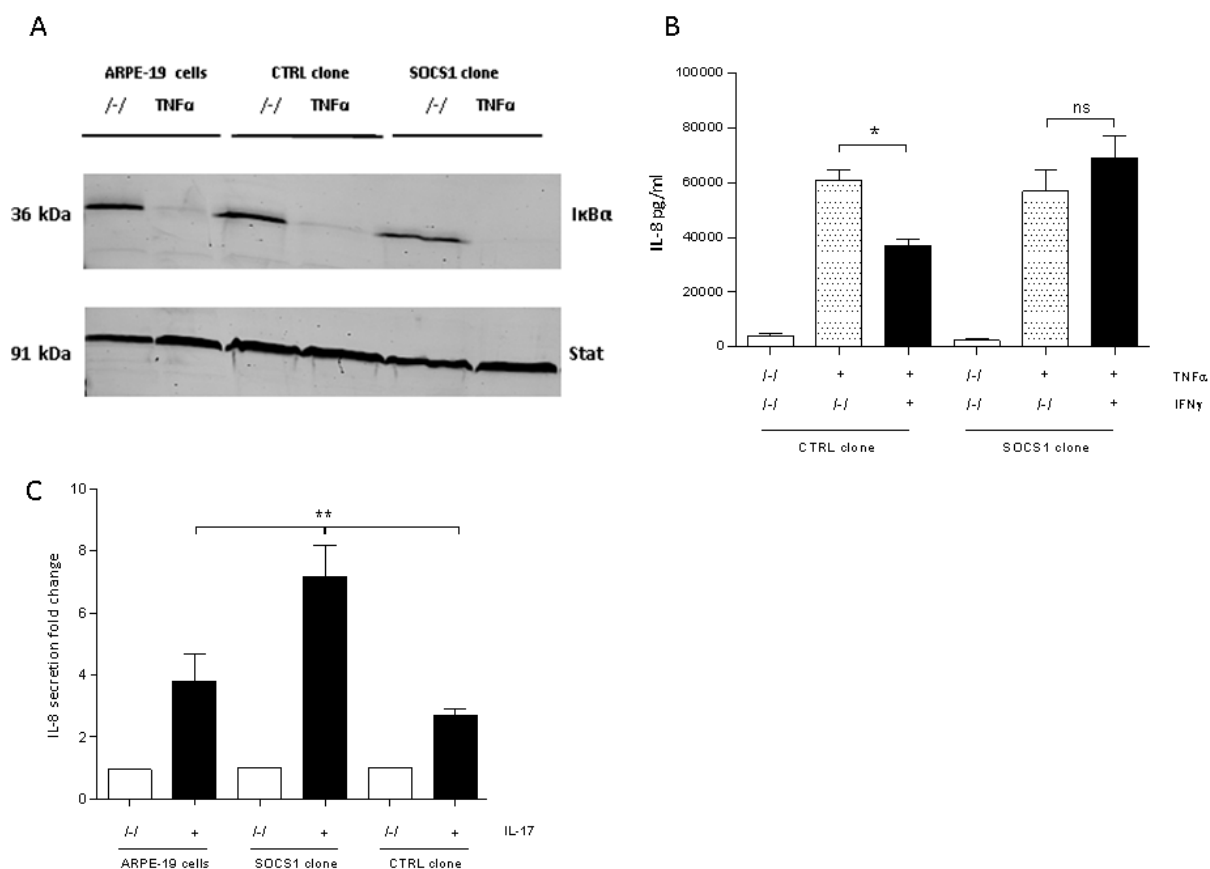 A
ARPE-19 cells CTRL clone SOCS1 clone
/-/ TNFα /-/ TNFα /-/ TNFα
36 kDa IκBα
91 kDa Stat
B
IL-8 pg/ml
100000
80000
60000
40000
20000
0
* ns
/-/ + + /-/ + + TNFα
/-/ /-/ + /-/ /-/ + IFNγ
CTRL clone SOCS1 clone
C
IL-8 secretion fold change
10
8
6
4
2
0
**
/-/ + /-/ + /-/ + IL-17
ARPE-19 cells SOCS1 clone CTRL clone